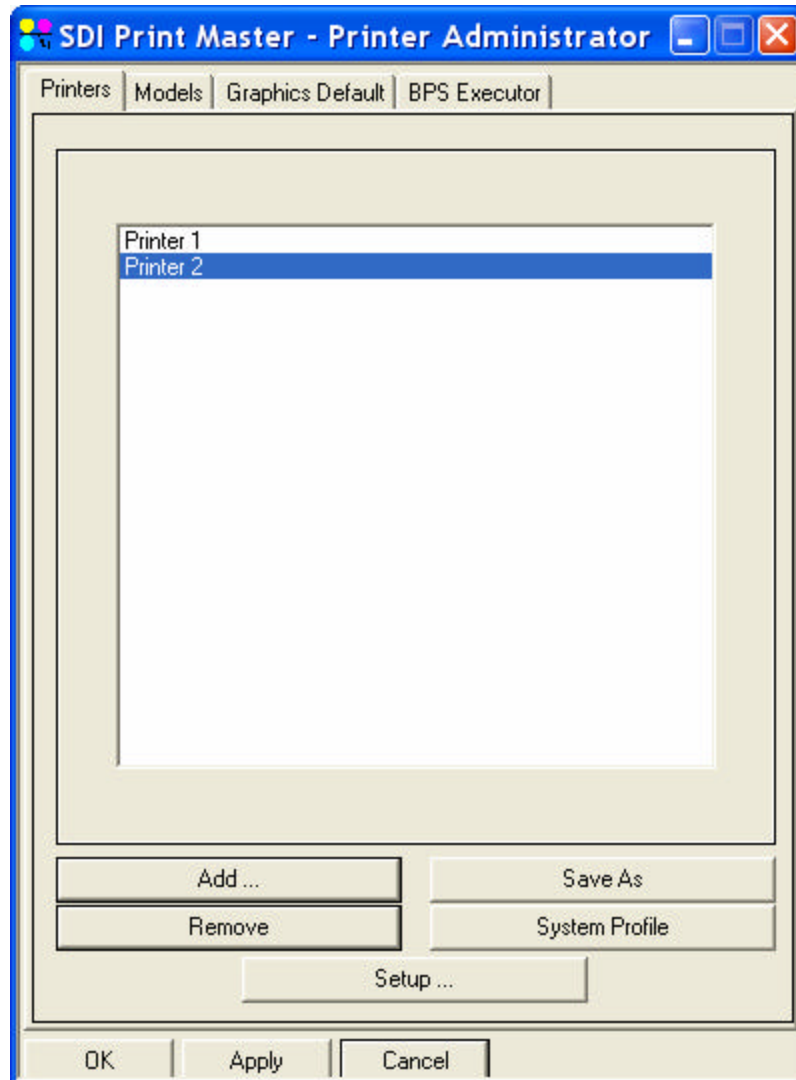 SDI Print Master - Printer Administrator
Printers Models Graphics Default BPS Executor
Printer 1
Printer 2
Add ... Save As
Remove System Profile
Setup ...
OK Apply Cancel